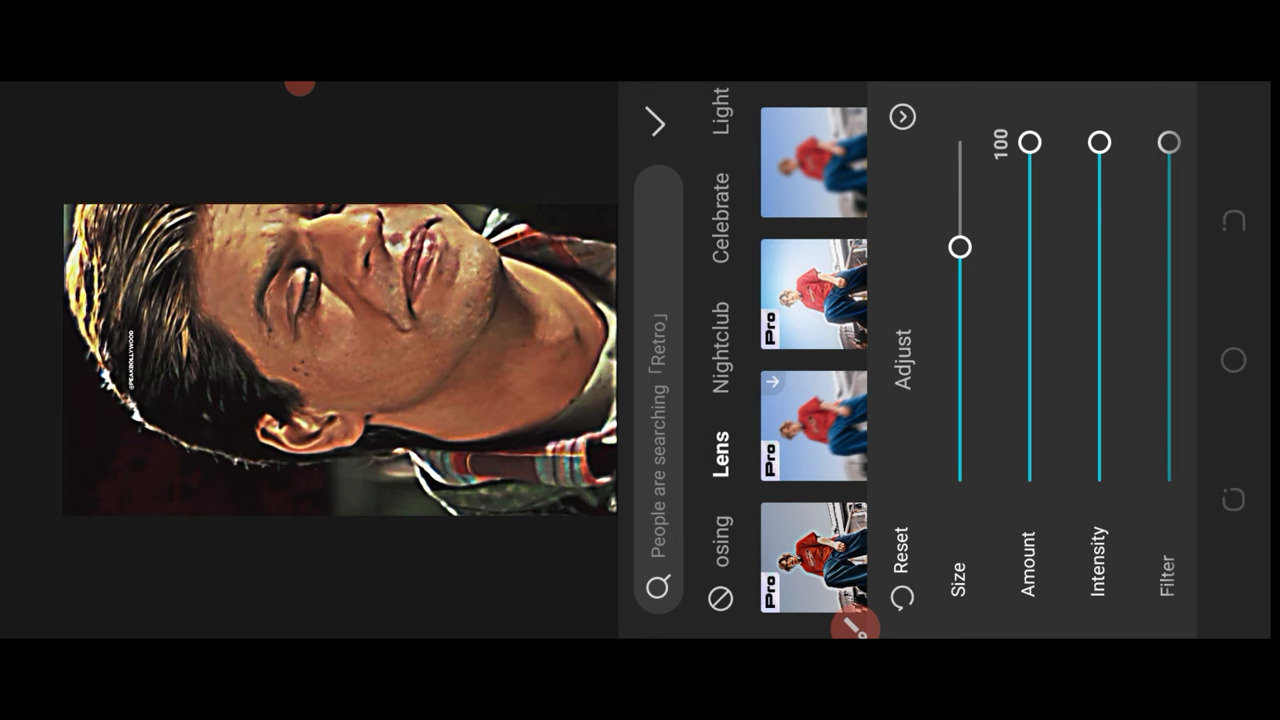 @PEAKBOLLYWOOD
People are searching「Retro」
osing Lens Nightclub Celebrate Light
Pro
Pro
Pro
Reset Adjust
Size
Amount 100
Intensity
Filter